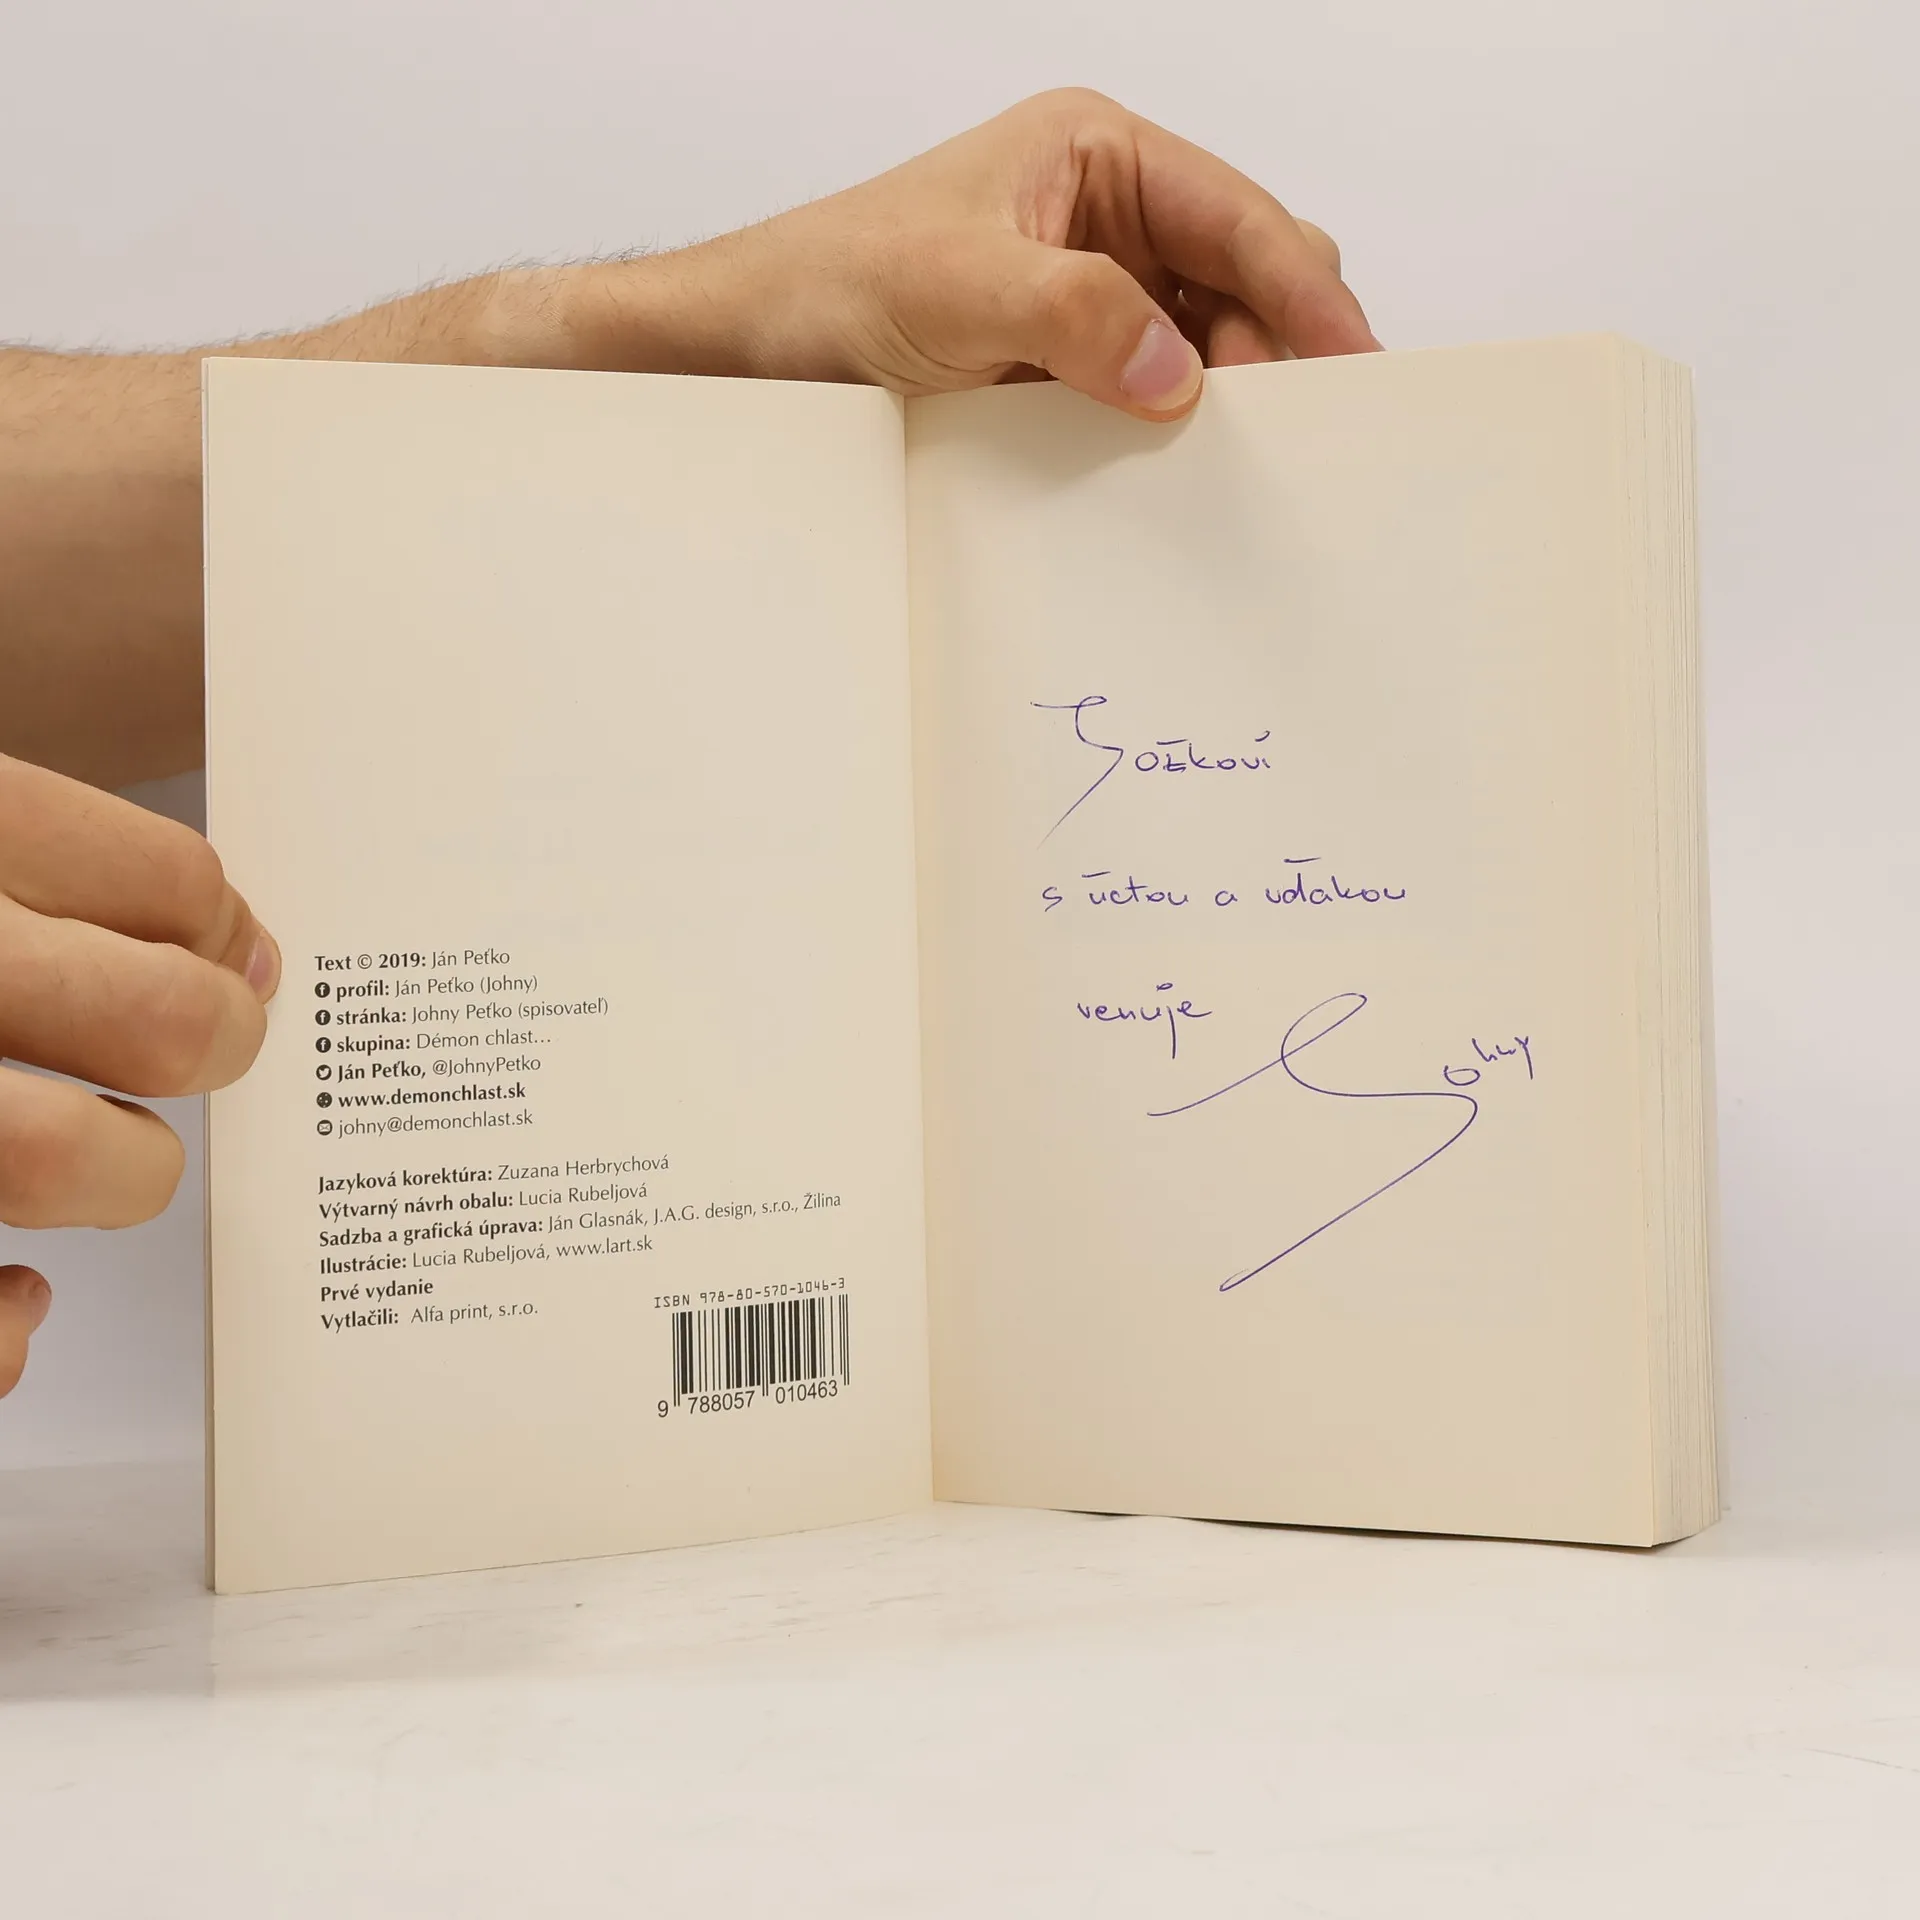 Text © 2019: Ján Peťko
profil: Ján Peťko (Johny)
stránka: Johny Peťko (spisovateľ)
skupina: Démon chlast...
Ján Peťko, @JohnyPetko
www.demonchlast.sk
johny@demonchlast.sk
Jazyková korektúra: Zuzana Herbrychová
Výtvarný návrh obalu: Lucia Rubeljová
Sadzba a grafická úprava: Ján Glasnák, J.A.G. design, s.r.o., Žilina
Ilustrácie: Lucia Rubeljová, www.lart.sk
Prvé vydanie
Vytlačili: Alfa print, s.r.o.
ISBN 978-80-570-1046-3
9 788057 010463
Jožkovi
s úctou a vďakou
venuje
Johny